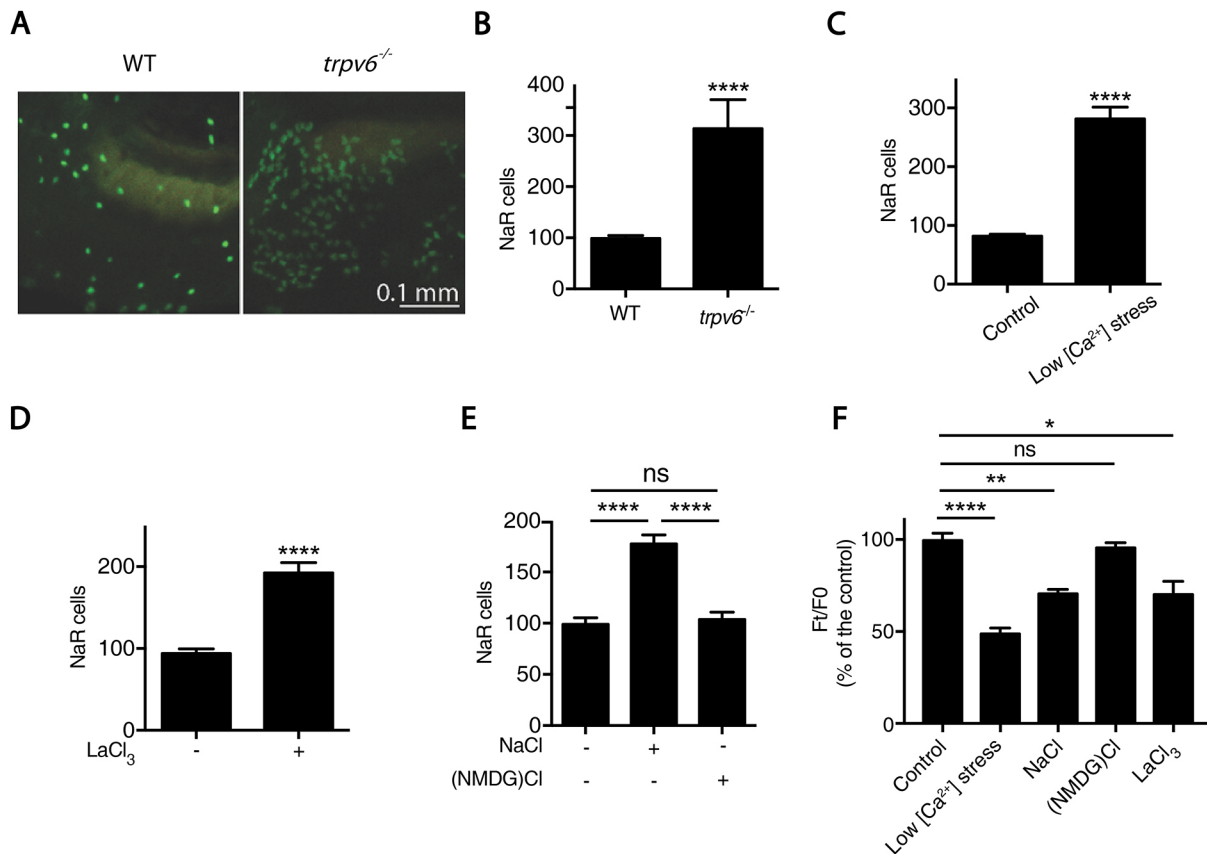 A
WT
trpv6-/-
0.1 mm
B
NaR cells
400
300
200
100
0
****
WT
trpv6-/-
C
NaR cells
300
200
100
0
****
Control
Low [Ca2+] stress
D
NaR cells
200
100
0
****
LaCl3 - +
E
NaR cells
200
150
100
50
0
ns
**** ****
NaCl - + -
(NMDG)Cl - - +
F
Ft/F0
(% of the control)
100
50
0
*
ns
**
****
Control
Low [Ca2+] stress
NaCl
(NMDG)Cl
LaCl3